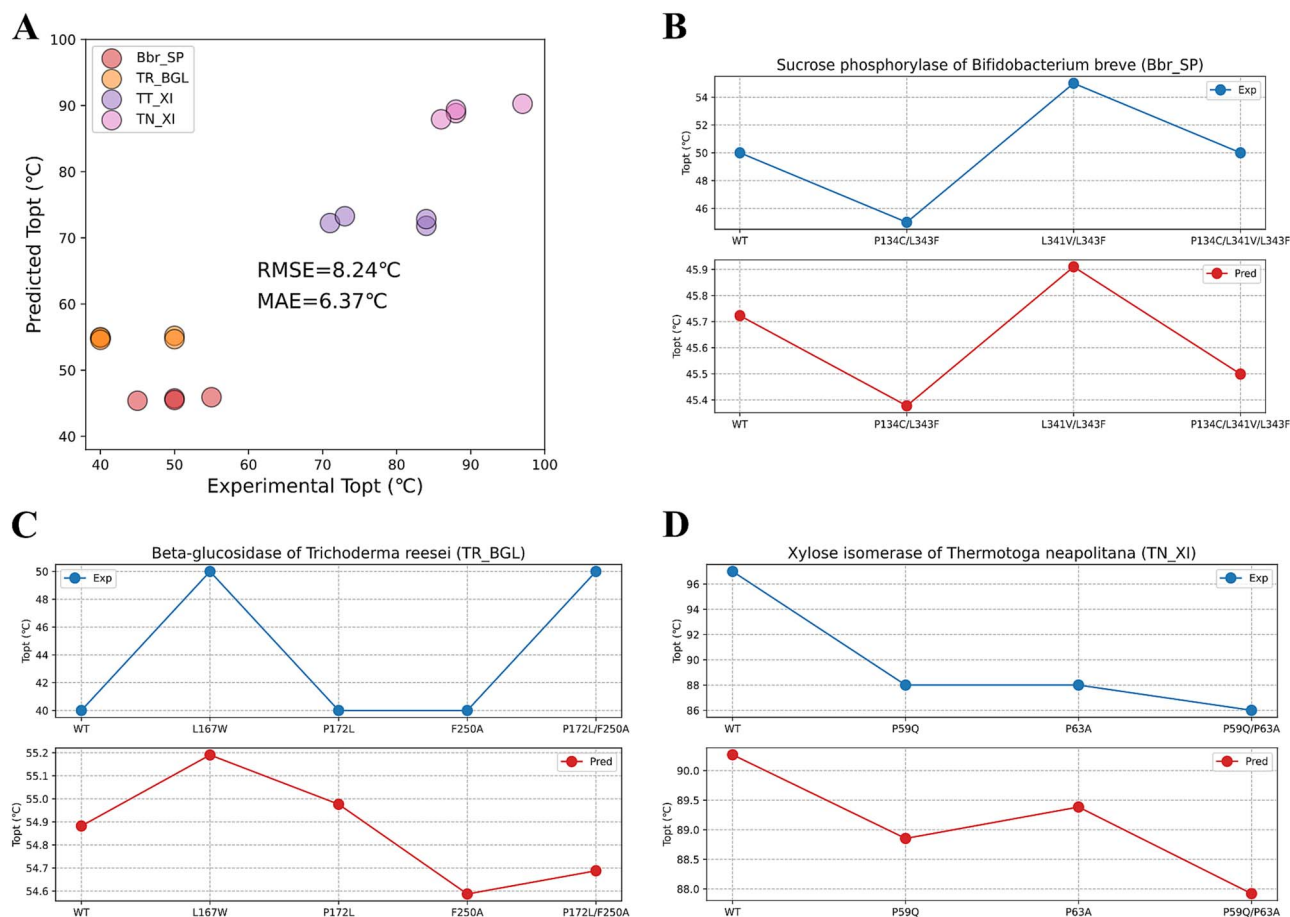 A
100
90
80
70
60
50
40
Predicted Topt (℃)
Bbr_SP
TR_BGL
TT_XI
TN_XI
RMSE=8.24℃
MAE=6.37℃
40 50 60 70 80 90 100
Experimental Topt (℃)
B
Sucrose phosphorylase of Bifidobacterium breve (Bbr_SP)
54
52
50
48
46
Topt (℃)
Exp
WT P134C/L343F L341V/L343F P134C/L341V/L343F
45.9
45.8
45.7
45.6
45.5
45.4
Topt (℃)
Pred
WT P134C/L343F L341V/L343F P134C/L341V/L343F
C
Beta-glucosidase of Trichoderma reesei (TR_BGL)
50
48
46
44
42
40
Topt (℃)
Exp
WT L167W P172L F250A P172L/F250A
55.2
55.1
55.0
54.9
54.8
54.7
54.6
Topt (℃)
Pred
WT L167W P172L F250A P172L/F250A
D
Xylose isomerase of Thermotoga neapolitana (TN_XI)
96
94
92
90
88
86
Topt (℃)
Exp
WT P59Q P63A P59Q/P63A
90.0
89.5
89.0
88.5
88.0
Topt (℃)
Pred
WT P59Q P63A P59Q/P63A